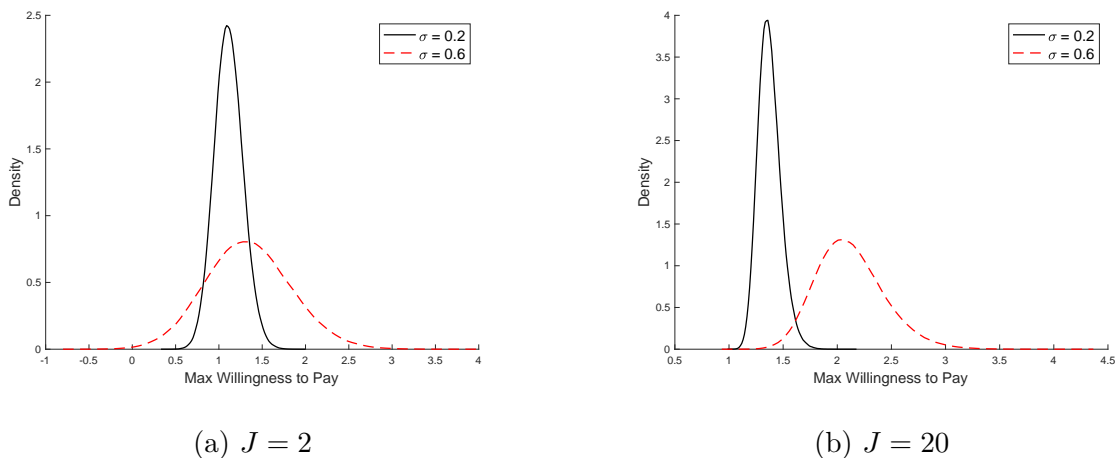 2.5
2
1.5
1
0.5
0
-1 -0.5 0 0.5 1 1.5 2 2.5 3 3.5 4
Density
Max Willingness to Pay
σ = 0.2
σ = 0.6
(a) J = 2
4
3.5
3
2.5
2
1.5
1
0.5
0
0.5 1 1.5 2 2.5 3 3.5 4 4.5
Density
Max Willingness to Pay
σ = 0.2
σ = 0.6
(b) J = 20